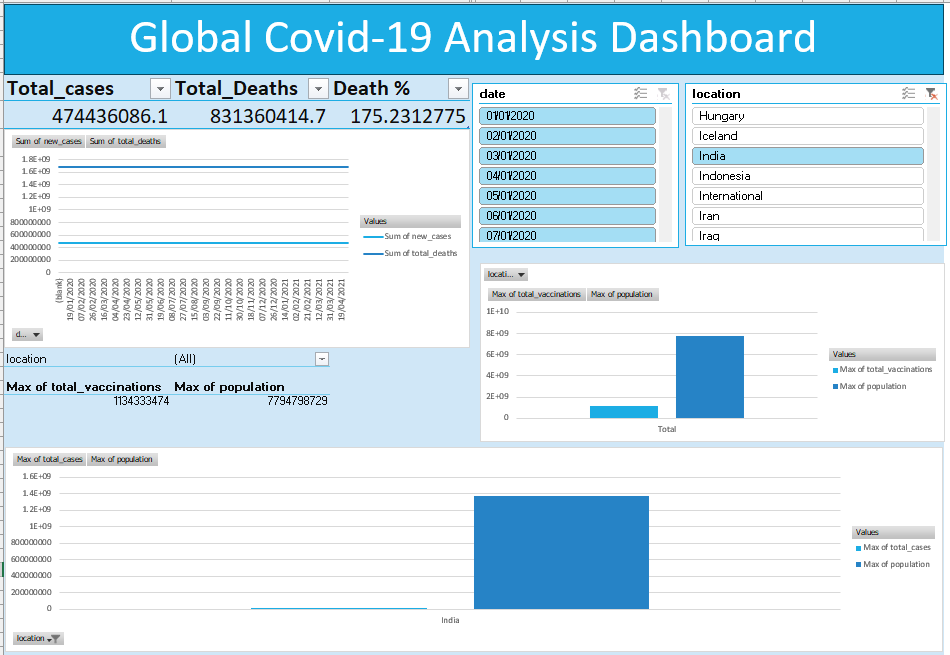 Global Covid-19 Analysis Dashboard
Total_cases Total_Deaths Death %
474436086.1 831360414.7 175.2312775
date
01/01/2020
02/01/2020
03/01/2020
04/01/2020
05/01/2020
06/01/2020
07/01/2020
location
Hungary
Iceland
India
Indonesia
International
Iran
Iraq
Sum of new_cases Sum of total_deaths
1.8E+09
1.6E+09
1.4E+09
1.2E+09
1E+09
800000000
600000000
400000000
200000000
0
(blank)
19/01/2020
07/02/2020
26/02/2020
16/03/2020
04/04/2020
23/04/2020
12/05/2020
31/05/2020
19/06/2020
08/07/2020
27/07/2020
15/08/2020
03/09/2020
22/09/2020
11/10/2020
30/10/2020
18/11/2020
07/12/2020
26/12/2020
14/01/2021
02/02/2021
21/02/2021
12/03/2021
31/03/2021
19/04/2021
Values
Sum of new_cases
Sum of total_deaths
d...
location (All)
Max of total_vaccinations Max of population
1134333474 7794798729
locati...
Max of total_vaccinations Max of population
1E+10
8E+09
6E+09
4E+09
2E+09
0
Total
Values
Max of total_vaccinations
Max of population
Max of total_cases Max of population
1.6E+09
1.4E+09
1.2E+09
1E+09
800000000
600000000
400000000
200000000
0
India
Values
Max of total_cases
Max of population
location